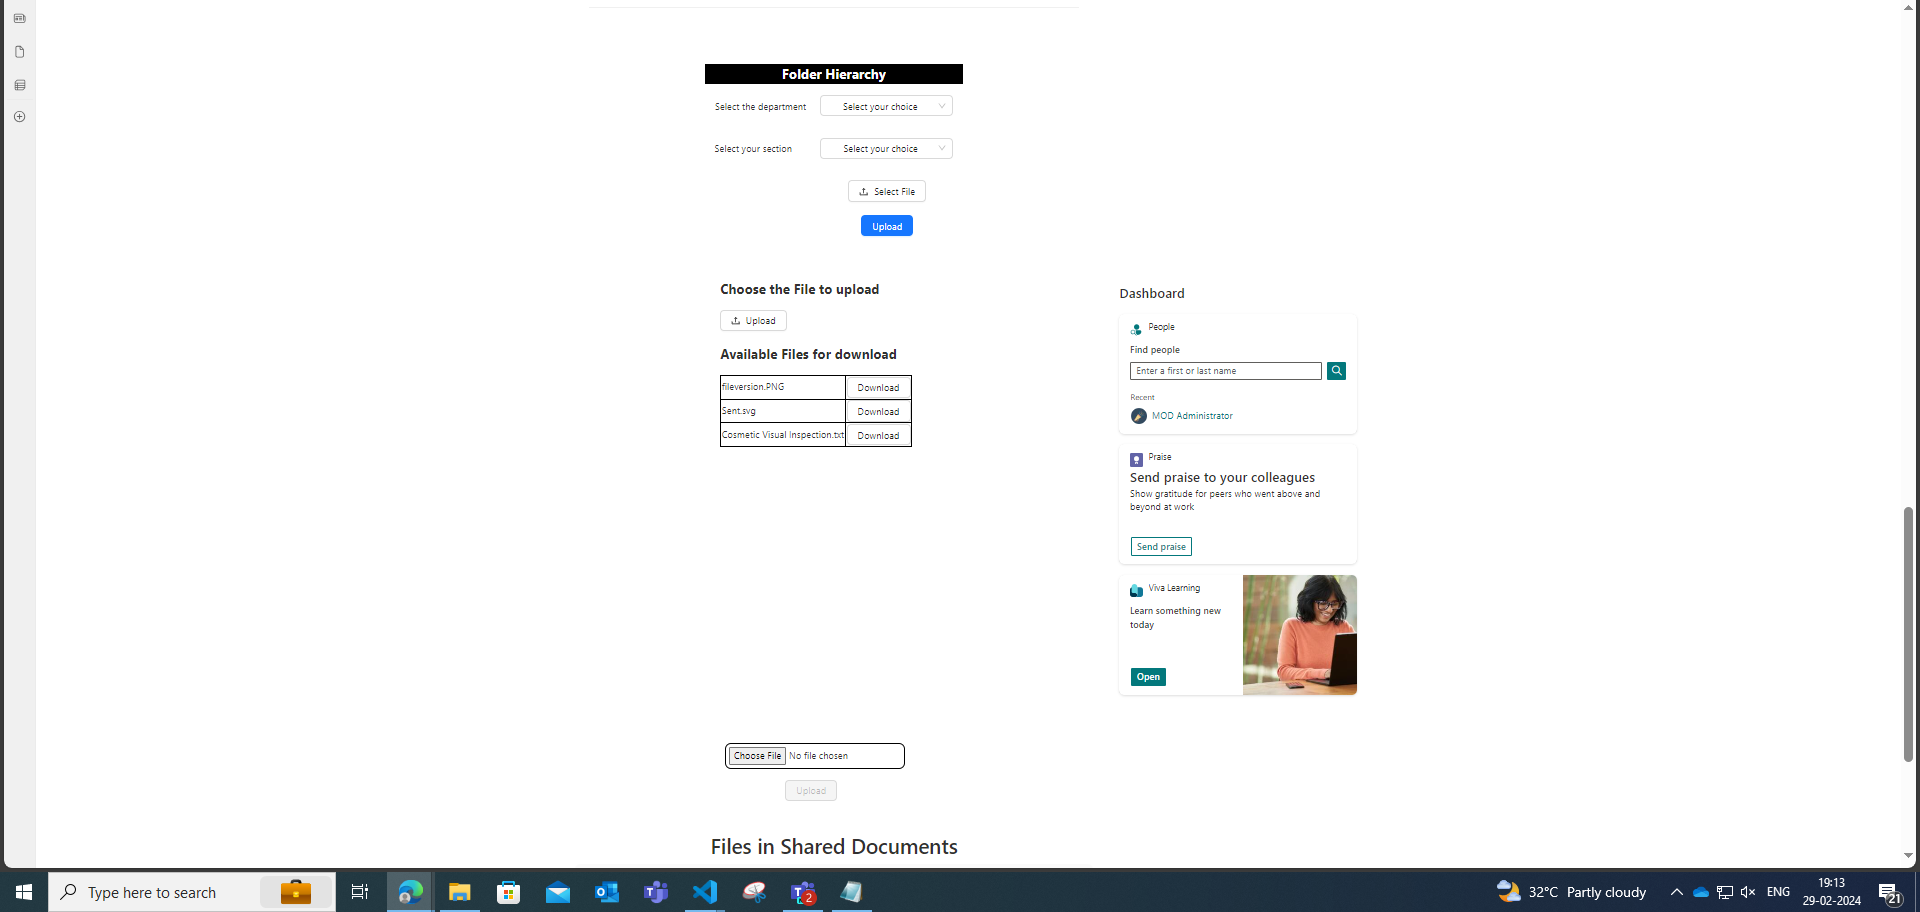 Folder Hierarchy
Select the department
Select your choice
Select your section
Select your choice
Select File
Upload
Choose the File to upload
Upload
Available Files for download
fileversion.PNG Download
Sent.svg Download
Cosmetic Visual Inspection.txt Download
Dashboard
People
Find people
Enter a first or last name
Recent
MOD Administrator
Praise
Send praise to your colleagues
Show gratitude for peers who went above and
beyond at work
Send praise
Viva Learning
Learn something new
today
Open
Choose File No file chosen
Upload
Files in Shared Documents
Type here to search
2
32°C Partly cloudy
ENG
19:13
29-02-2024
21